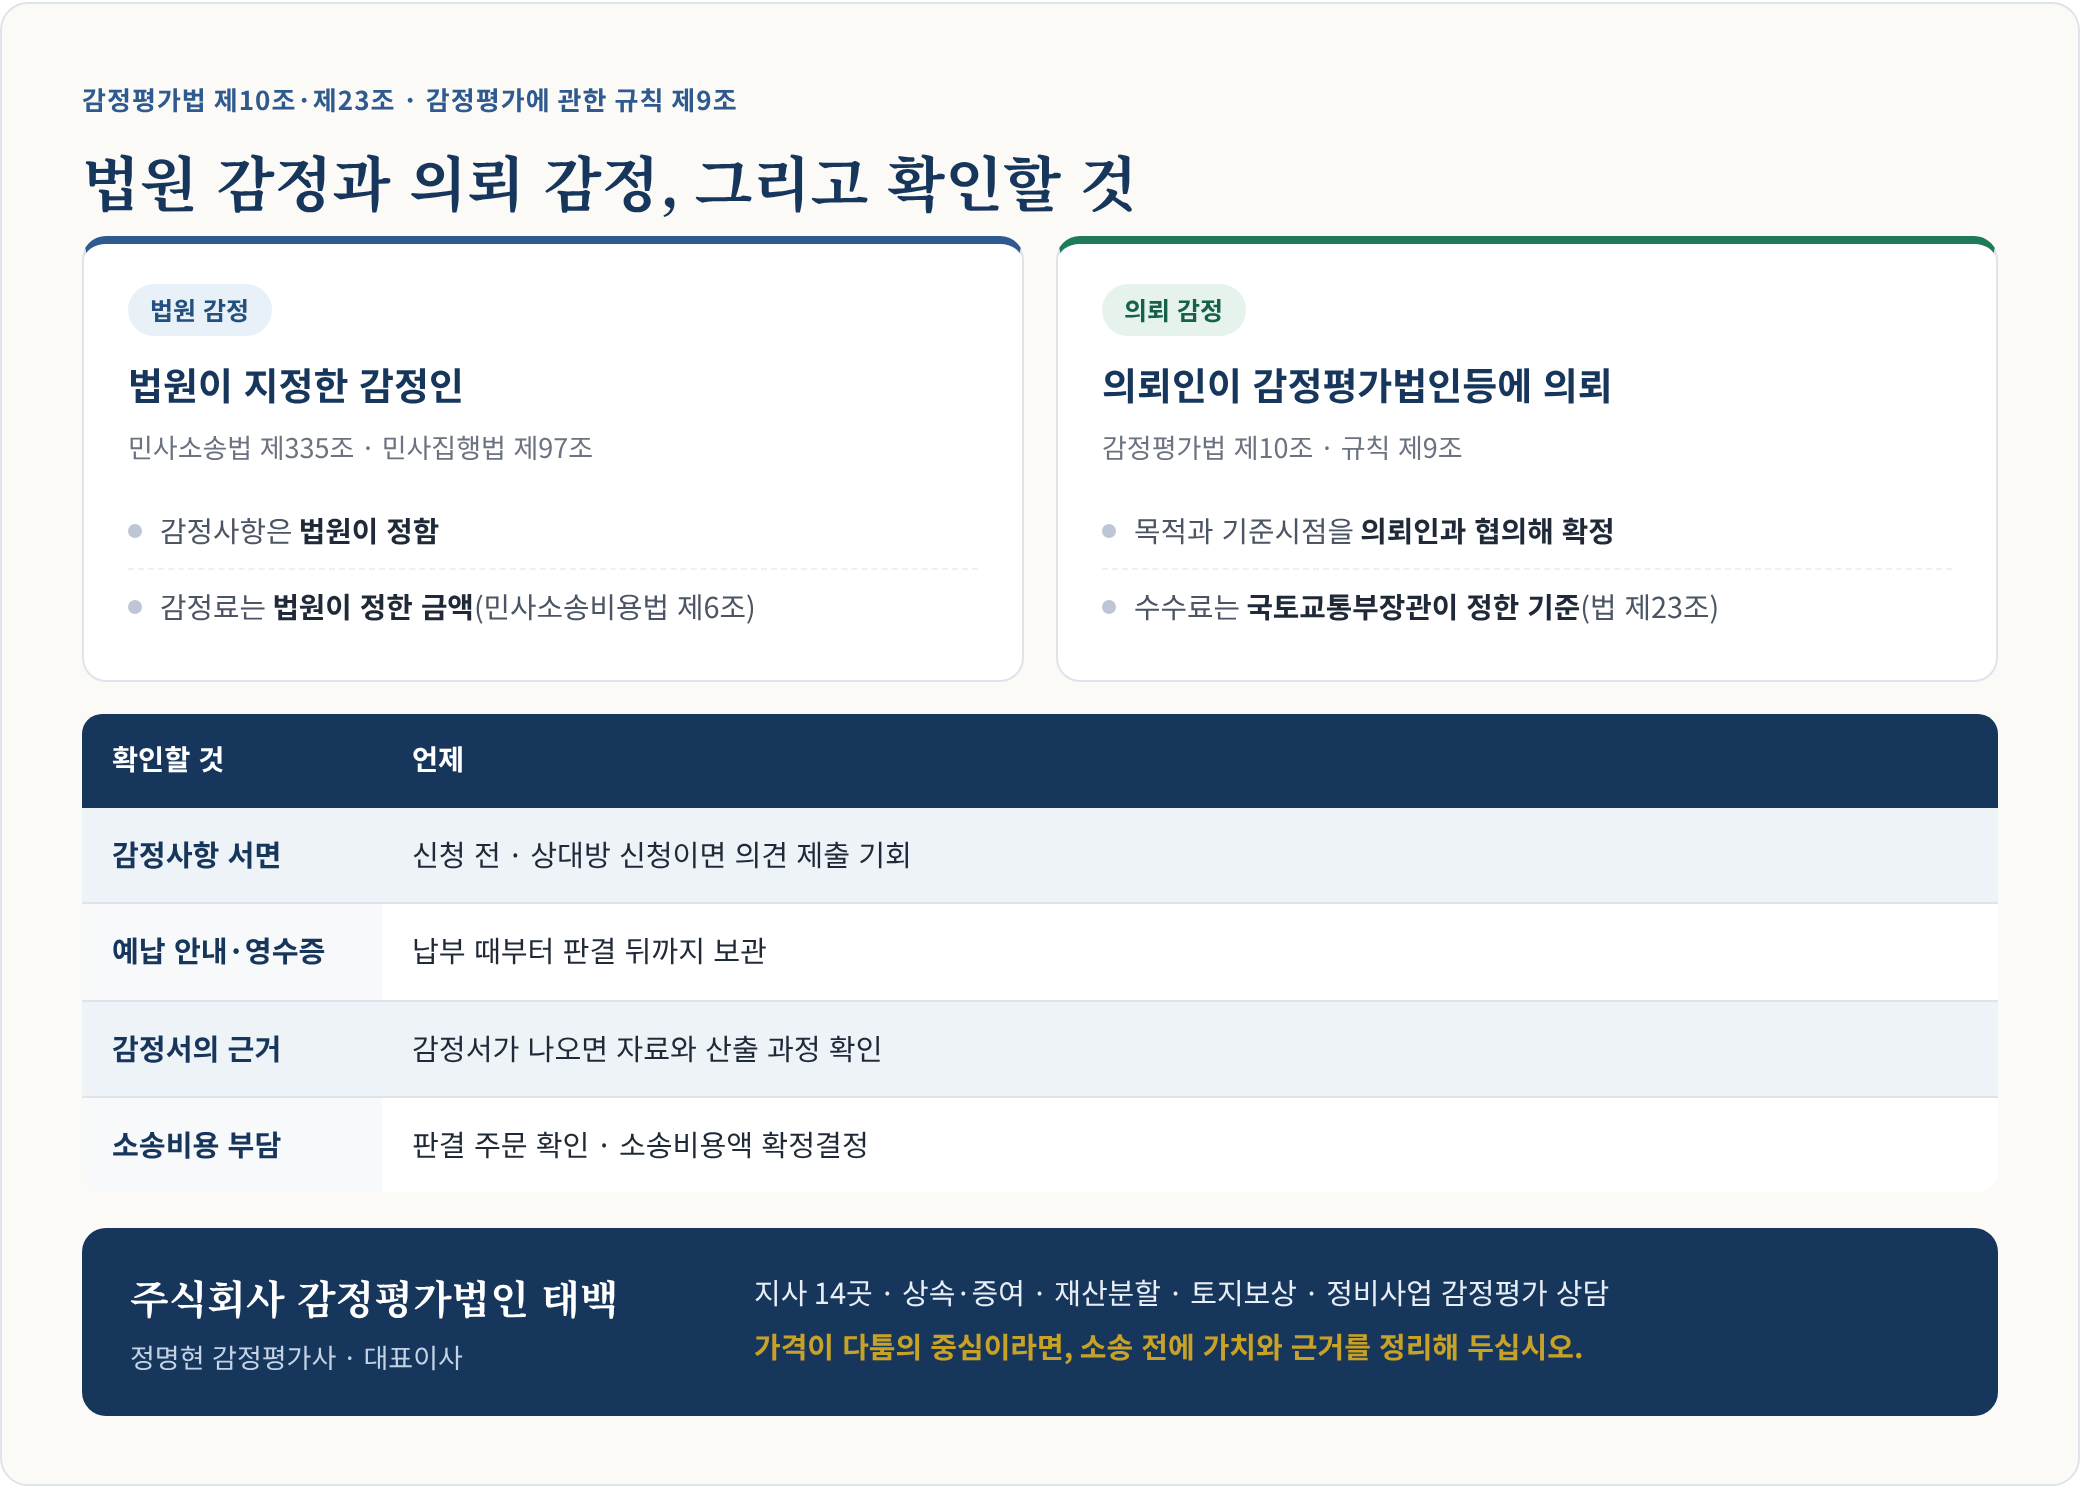 감정평가법 제10조·제23조 · 감정평가에 관한 규칙 제9조
법원 감정과 의뢰 감정, 그리고 확인할 것
법원 감정
법원이 지정한 감정인
민사소송법 제335조 · 민사집행법 제97조
감정사항은 법원이 정함
감정료는 법원이 정한 금액(민사소송비용법 제6조)
의뢰 감정
의뢰인이 감정평가법인등에 의뢰
감정평가법 제10조 · 규칙 제9조
목적과 기준시점을 의뢰인과 협의해 확정
수수료는 국토교통부장관이 정한 기준(법 제23조)
확인할 것 언제
감정사항 서면 신청 전 · 상대방 신청이면 의견 제출 기회
예납 안내·영수증 납부 때부터 판결 뒤까지 보관
감정서의 근거 감정서가 나오면 자료와 산출 과정 확인
소송비용 부담 판결 주문 확인 · 소송비용액 확정결정
주식회사 감정평가법인 태백
정명현 감정평가사 · 대표이사
지사 14곳 · 상속·증여 · 재산분할 · 토지보상 · 정비사업 감정평가 상담
가격이 다툼의 중심이라면, 소송 전에 가치와 근거를 정리해 두십시오.